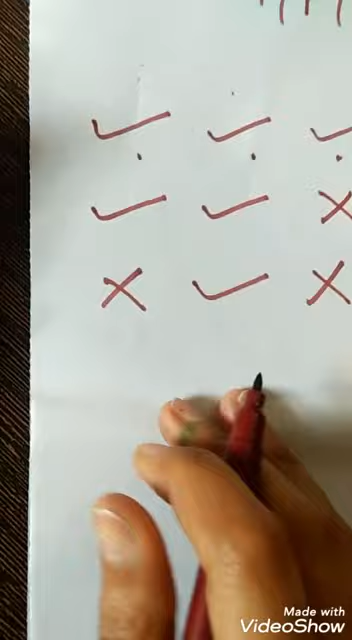 ✓ ✓ ✓
✓ ✓ ✗
✗ ✓ ✗
Made with
VideoShow